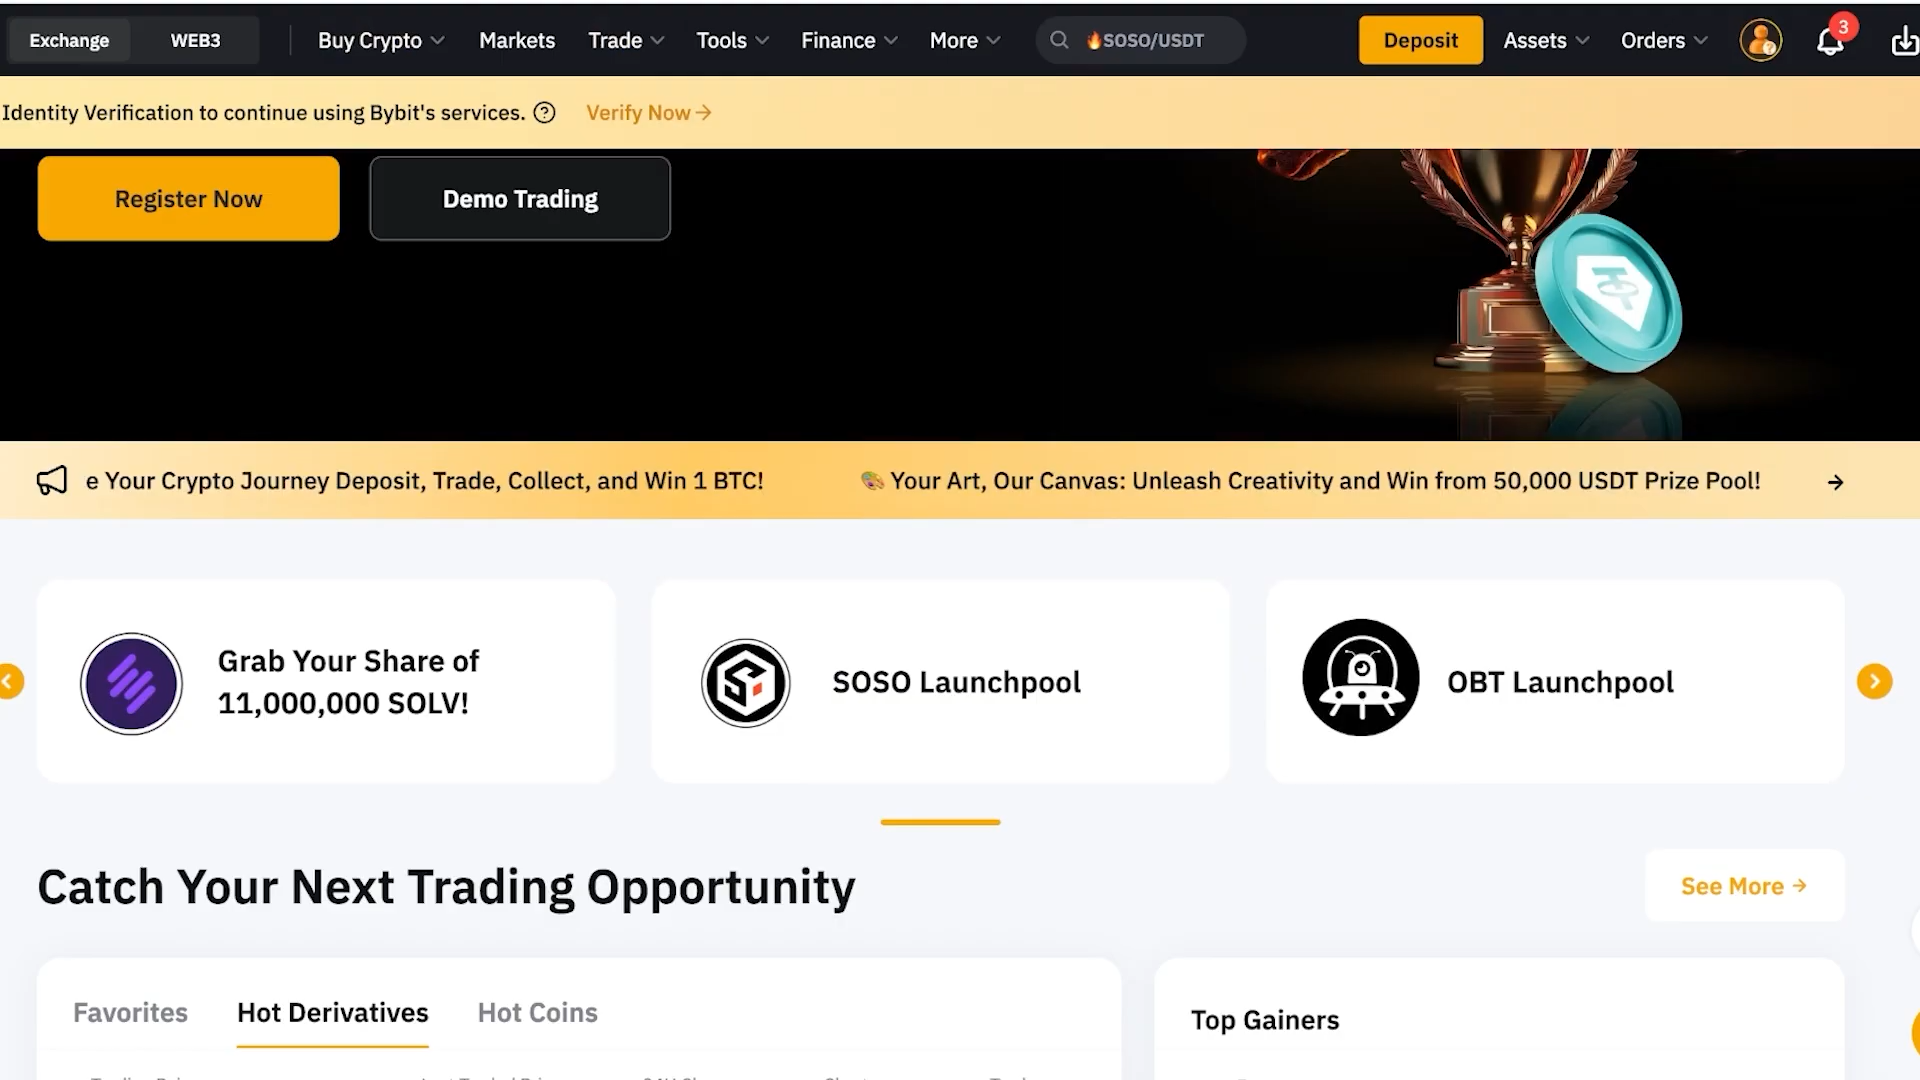 Exchange
WEB3
Buy Crypto
Markets
Trade
Tools
Finance
More
🔥SOSO/USDT
Deposit
Assets
Orders
3
Identity Verification to continue using Bybit's services.
Verify Now →
Register Now
Demo Trading
e Your Crypto Journey Deposit, Trade, Collect, and Win 1 BTC!
🎨 Your Art, Our Canvas: Unleash Creativity and Win from 50,000 USDT Prize Pool!
Grab Your Share of
11,000,000 SOLV!
SOSO Launchpool
OBT Launchpool
Catch Your Next Trading Opportunity
See More →
Favorites
Hot Derivatives
Hot Coins
Top Gainers